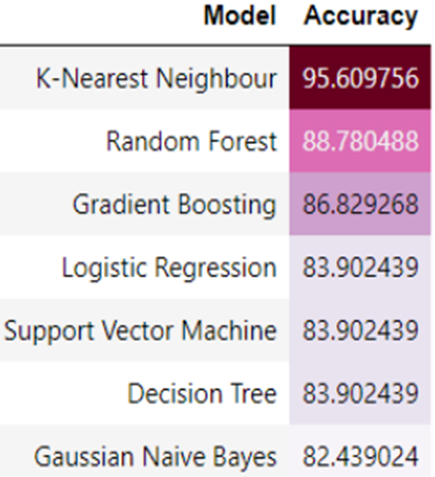 Model Accuracy
K-Nearest Neighbour 95.609756
Random Forest 88.780488
Gradient Boosting 86.829268
Logistic Regression 83.902439
Support Vector Machine 83.902439
Decision Tree 83.902439
Gaussian Naive Bayes 82.439024